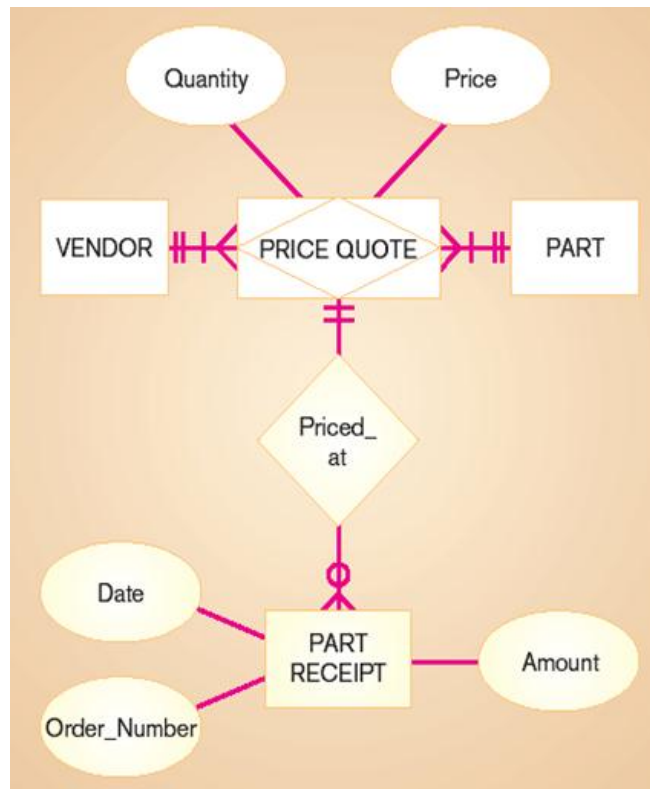 Quantity
Price
VENDOR
PRICE QUOTE
PART
Priced_
at
Date
PART
RECEIPT
Amount
Order_Number